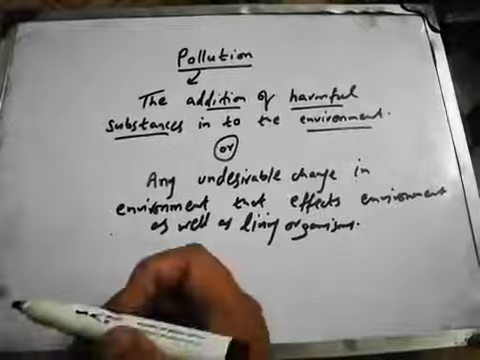 Pollution
The addition of harmful
substances in to the environment.
or
Any undesirable change in
environment that effects environment
as well as living organisms.